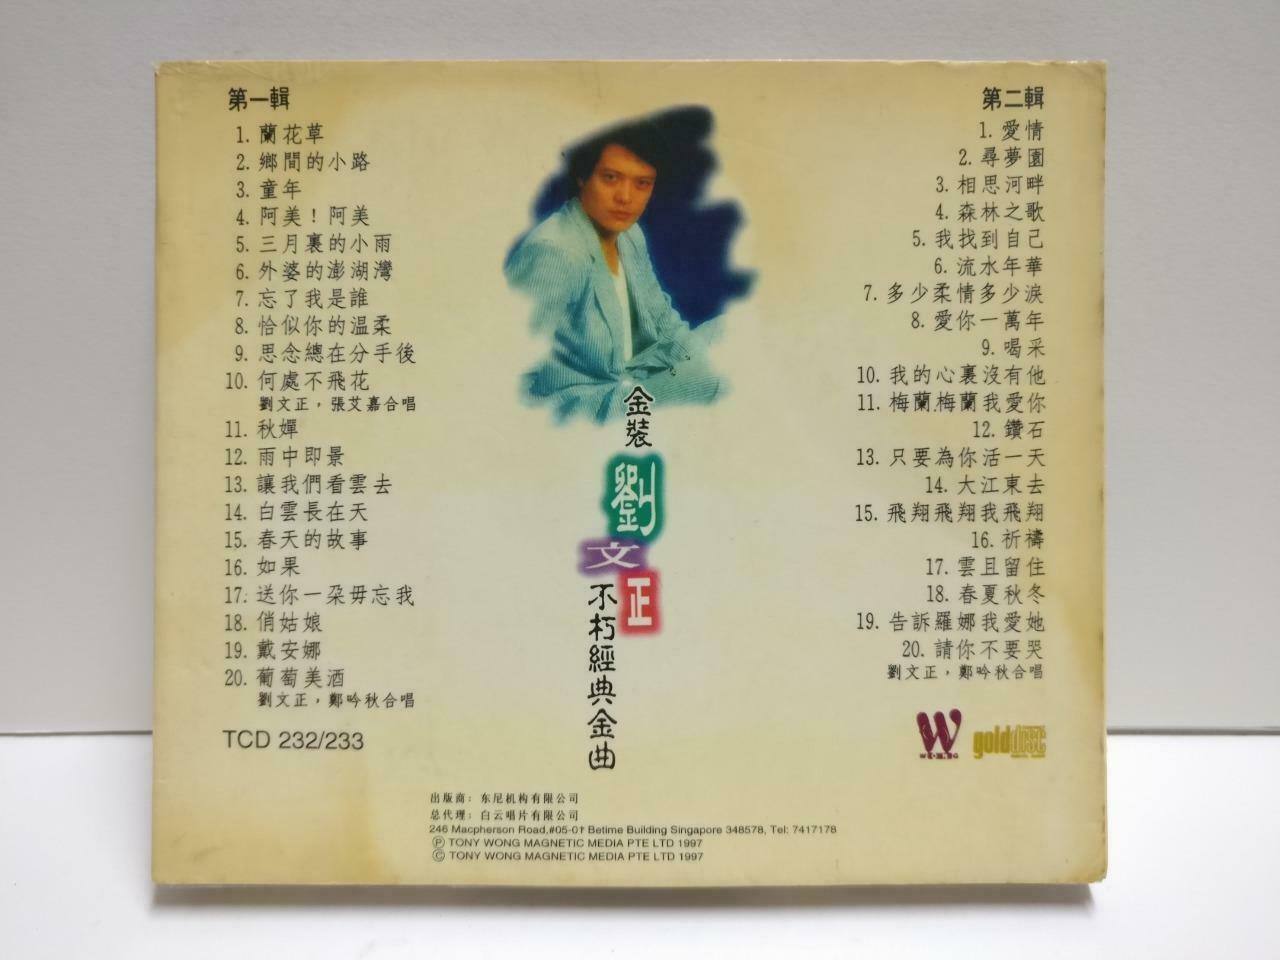 第一輯
1. 蘭花草
2. 鄉間的小路
3. 童年
4. 阿美！阿美
5. 三月裏的小雨
6. 外婆的澎湖灣
7. 忘了我是誰
8. 恰似你的温柔
9. 思念總在分手後
10. 何處不飛花
劉文正，張艾嘉合唱
11. 秋嬋
12. 雨中即景
13. 讓我們看雲去
14. 白雲長在天
15. 春天的故事
16. 如果
17. 送你一朵毋忘我
18. 俏姑娘
19. 戴安娜
20. 葡萄美酒
劉文正，鄭吟秋合唱
TCD 232/233
金裝
劉
文
正
不朽經典金曲
第二輯
1. 愛情
2. 尋夢園
3. 相思河畔
4. 森林之歌
5. 我找到自己
6. 流水年華
7. 多少柔情多少淚
8. 愛你一萬年
9. 喝采
10. 我的心裏沒有他
11. 梅蘭.梅蘭我愛你
12. 鑽石
13. 只要為你活一天
14. 大江東去
15. 飛翔飛翔我飛翔
16. 祈禱
17. 雲且留住
18. 春夏秋冬
19. 告訴羅娜我愛她
20. 請你不要哭
劉文正，鄭吟秋合唱
W
WONG
golddisc
出版商：东尼机构有限公司
总代理：白云唱片有限公司
246 Macpherson Road,#05-01 Betime Building Singapore 348578, Tel: 7417178
Ⓟ TONY WONG MAGNETIC MEDIA PTE LTD 1997
© TONY WONG MAGNETIC MEDIA PTE LTD 1997